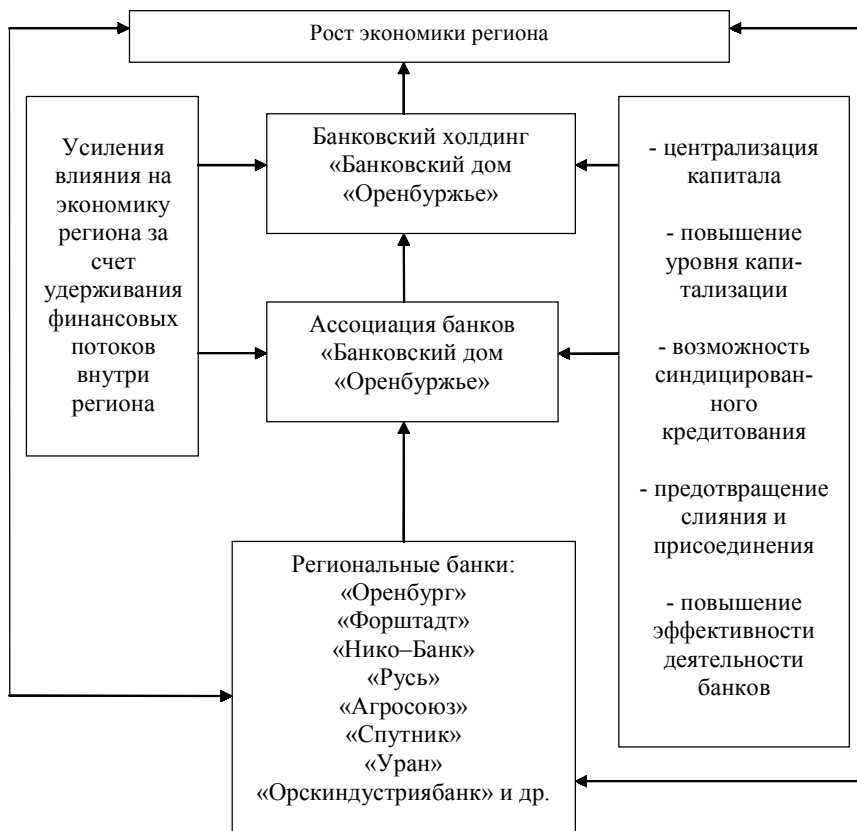 Рост экономики региона
Усиления
влияния на
экономику
региона за
счет
удерживания
финансовых
потоков
внутри
региона
Банковский холдинг
«Банковский дом
«Оренбуржье»
Ассоциация банков
«Банковский дом
«Оренбуржье»
- централизация
капитала
- повышение
уровня капи-
тализации
- возможность
синдицирован-
ного
кредитования
- предотвращение
слияния и
присоединения
- повышение
эффективности
деятельности
банков
Региональные банки:
«Оренбург»
«Форштадт»
«Нико–Банк»
«Русь»
«Агросоюз»
«Спутник»
«Уран»
«Орскиндустриябанк» и др.